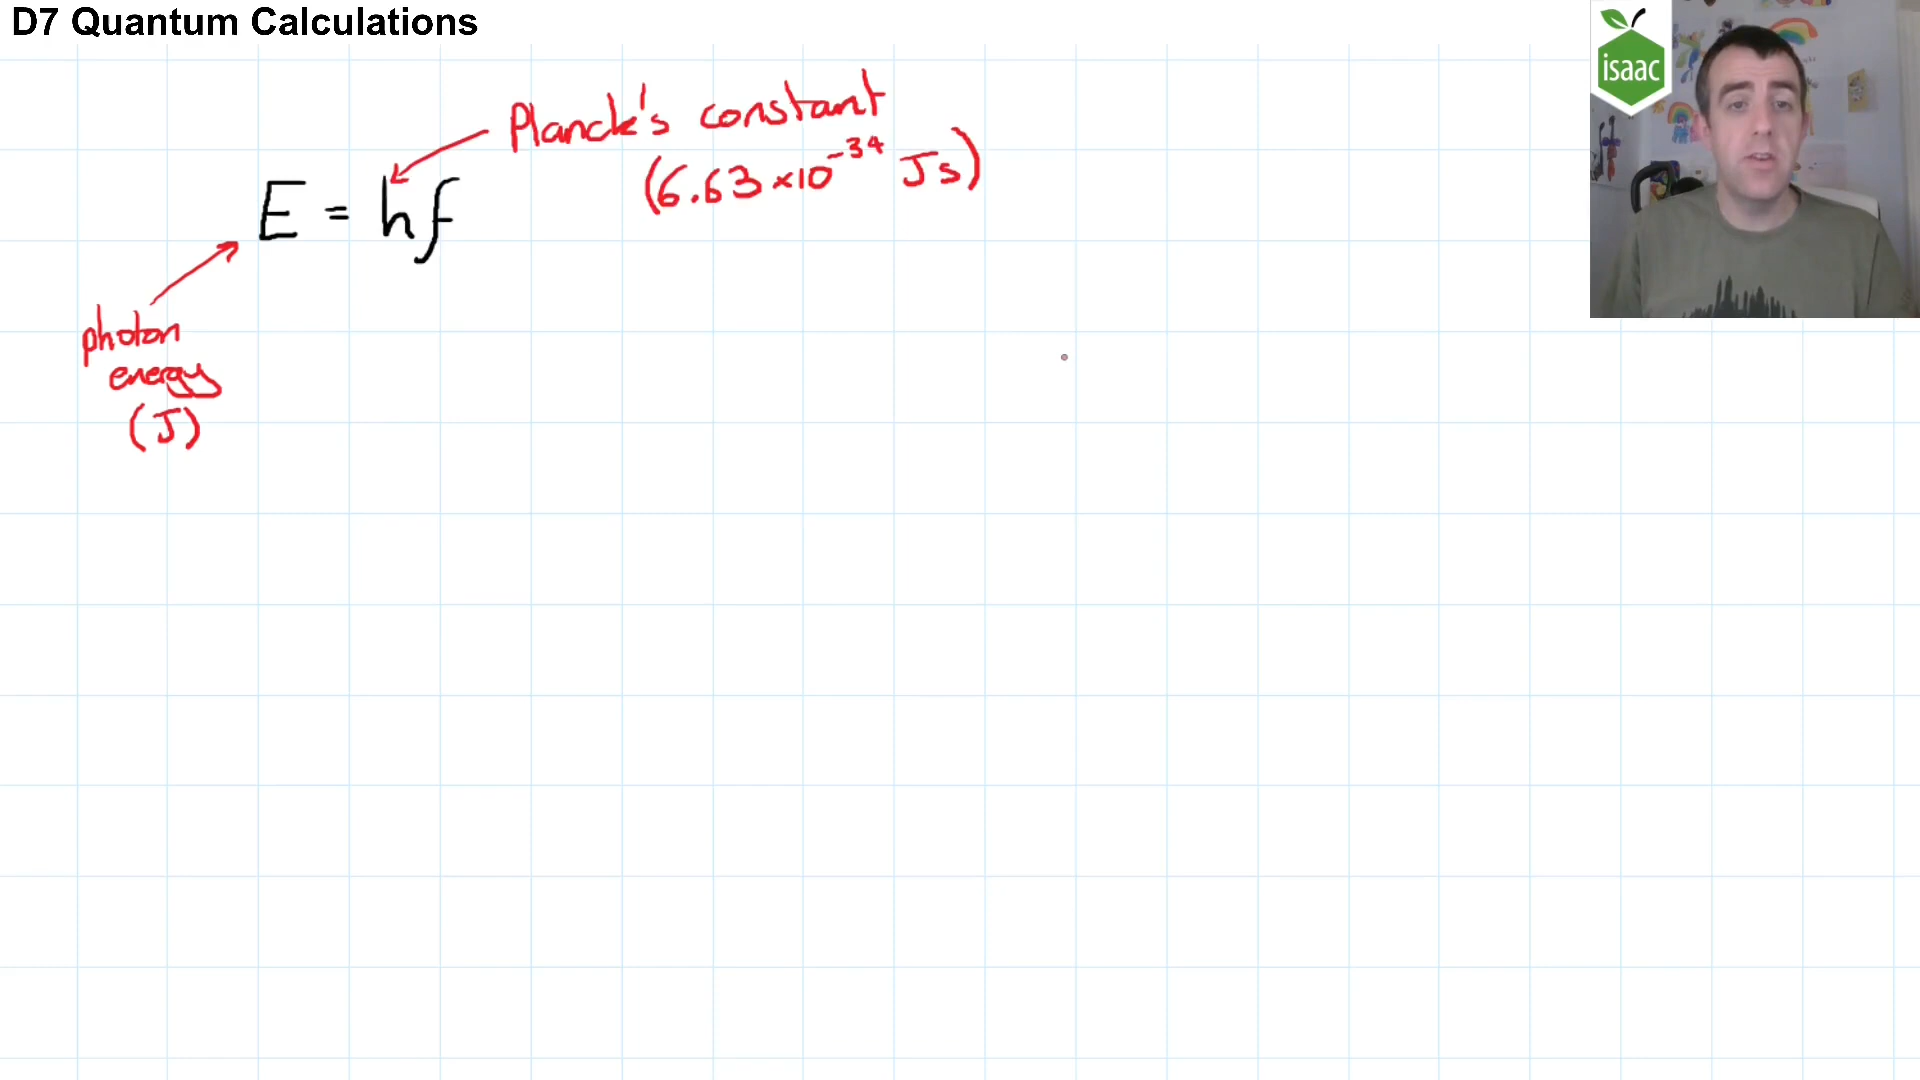 D7 Quantum Calculations
isaac
Planck's constant
(6.63×10⁻³⁴ Js)
E = hf
photon
energy
(J)